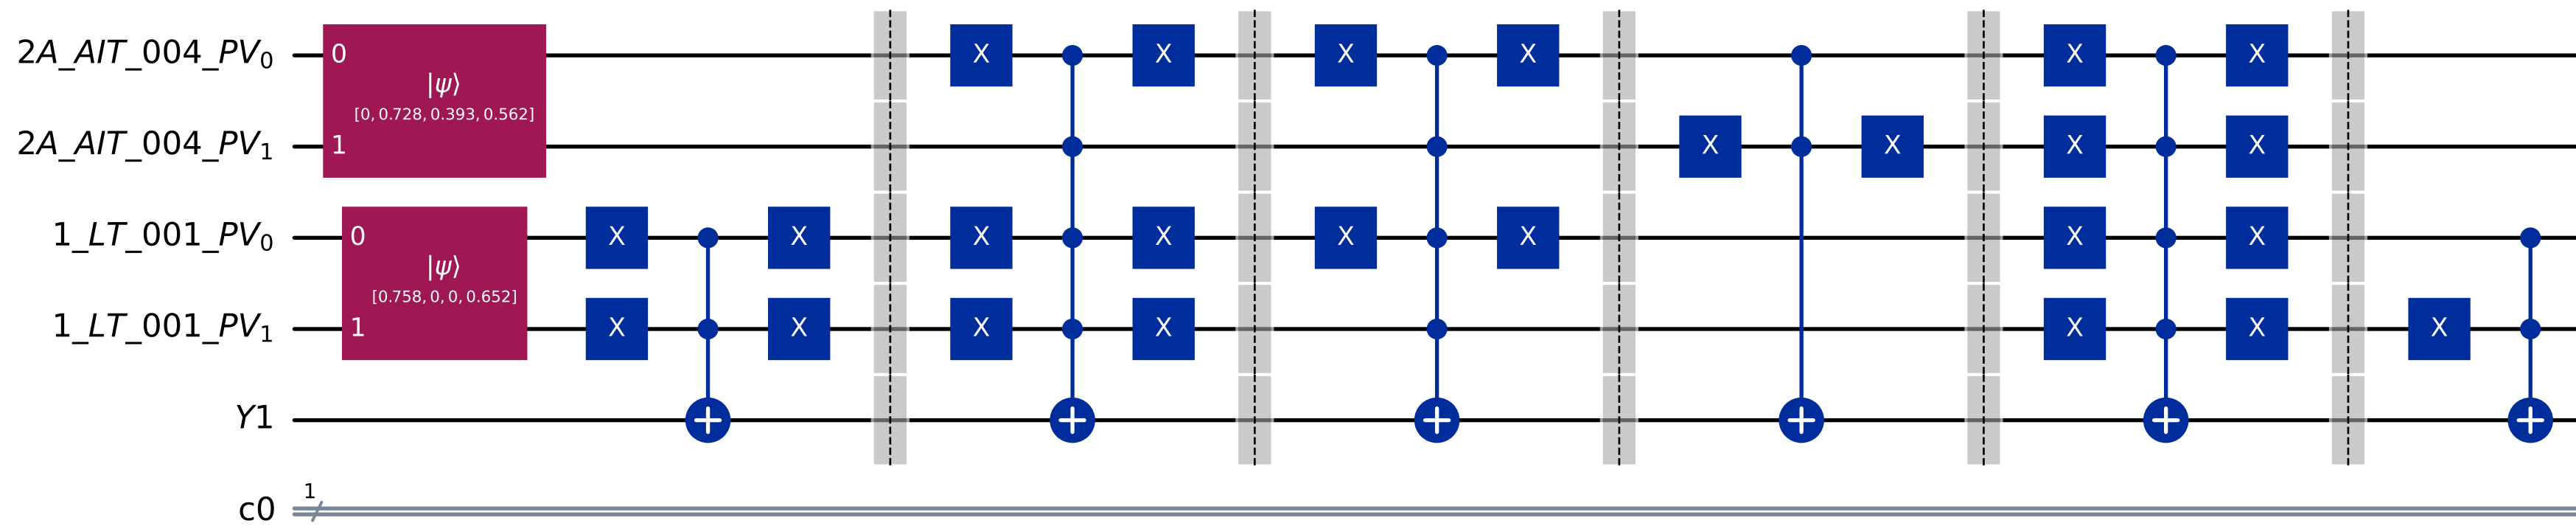 2A_AIT_004_PV₀ 0 X X X X X X
|ψ⟩
[0, 0.728, 0.393, 0.562]
2A_AIT_004_PV₁ 1 X X X X
1_LT_001_PV₀ 0 X X X X X X X X
|ψ⟩
[0.758, 0, 0, 0.652]
1_LT_001_PV₁ 1 X X X X X X X
Y1
c0 1